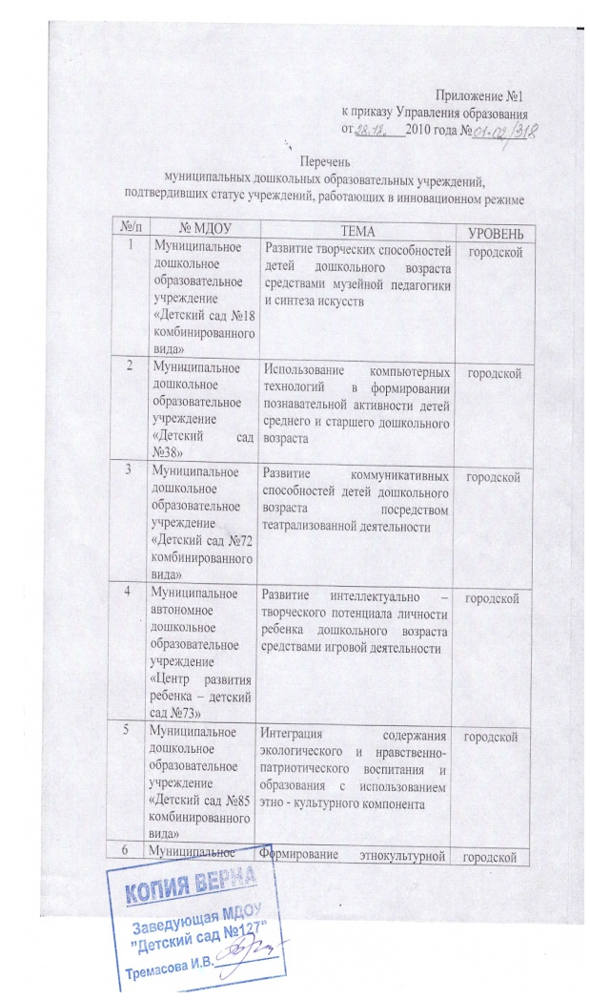 Приложение №1
к приказу Управления образования
от 28.12. 2010 года № 01-02/318
Перечень
муниципальных дошкольных образовательных учреждений,
подтвердивших статус учреждений, работающих в инновационном режиме
№/п № МДОУ ТЕМА УРОВЕНЬ
1 Муниципальное Развитие творческих способностей городской
дошкольное детей дошкольного возраста
образовательное средствами музейной педагогики
учреждение и синтеза искусств
«Детский сад №18
комбинированного
вида»
2 Муниципальное Использование компьютерных городской
дошкольное технологий в формировании
образовательное познавательной активности детей
учреждение среднего и старшего дошкольного
«Детский сад возраста
№38»
3 Муниципальное Развитие коммуникативных городской
дошкольное способностей детей дошкольного
образовательное возраста посредством
учреждение театрализованной деятельности
«Детский сад №72
комбинированного
вида»
4 Муниципальное Развитие интеллектуально – городской
автономное творческого потенциала личности
дошкольное ребенка дошкольного возраста
образовательное средствами игровой деятельности
учреждение
«Центр развития
ребенка – детский
сад №73»
5 Муниципальное Интеграция содержания городской
дошкольное экологического и нравственно-
образовательное патриотического воспитания и
учреждение образования с использованием
«Детский сад №85 этно - культурного компонента
комбинированного
вида»
6 Муниципальное Формирование этнокультурной городской
КОПИЯ ВЕРНА
Заведующая МДОУ
"Детский сад №127"
Тремасова И.В.